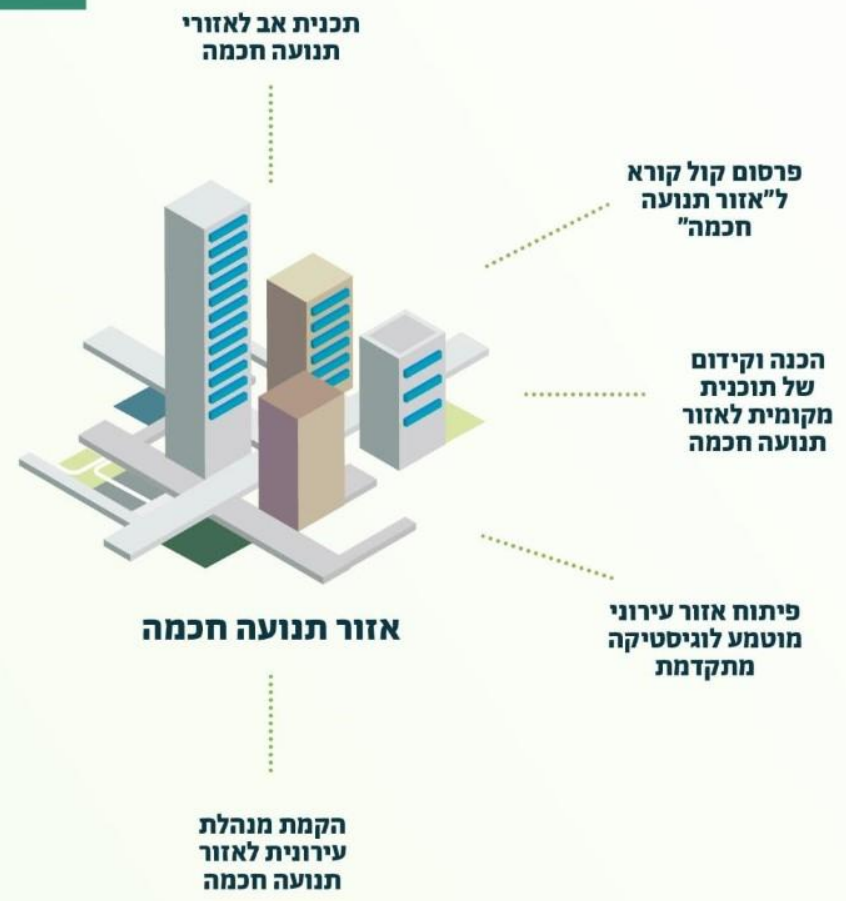 תכנית אב לאזורי
תנועה חכמה
פרסום קול קורא
ל"אזור תנועה
חכמה"
הכנה וקידום
של תוכנית
מקומית לאזור
תנועה חכמה
פיתוח אזור עירוני
מוטמע לוגיסטיקה
מתקדמת
אזור תנועה חכמה
הקמת מנהלת
עירונית לאזור
תנועה חכמה